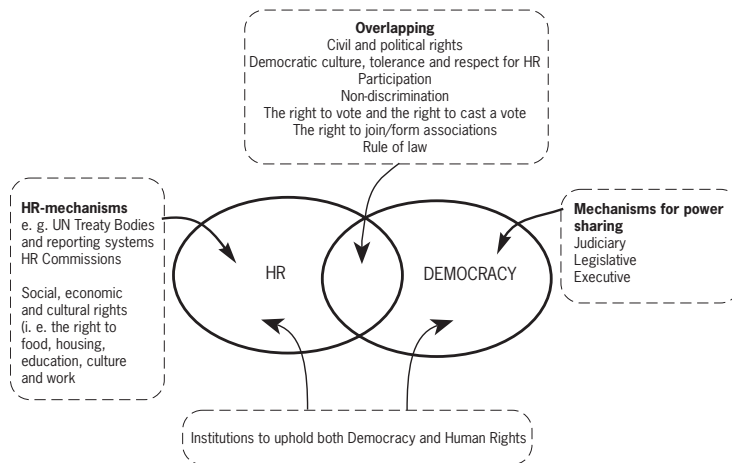 Overlapping
Civil and political rights
Democratic culture, tolerance and respect for HR
Participation
Non-discrimination
The right to vote and the right to cast a vote
The right to join/form associations
Rule of law
HR-mechanisms
e. g. UN Treaty Bodies
and reporting systems
HR Commissions
Social, economic
and cultural rights
(i. e. the right to
food, housing,
education, culture
and work
HR
DEMOCRACY
Mechanisms for power
sharing
Judiciary
Legislative
Executive
Institutions to uphold both Democracy and Human Rights